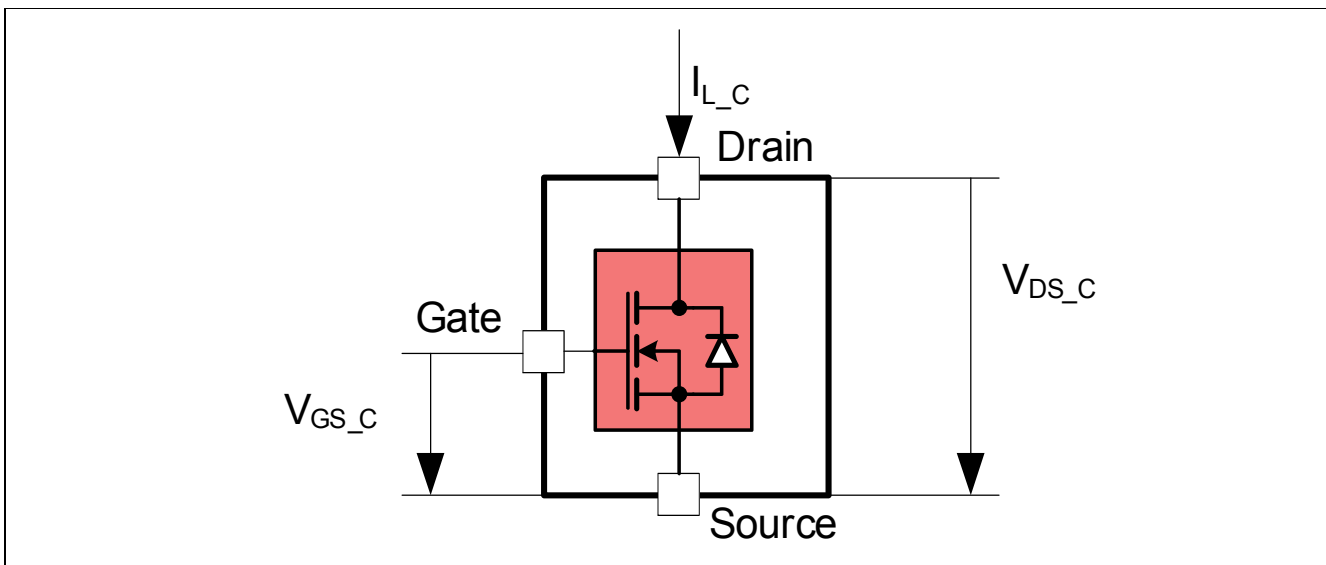 I_L_C
Drain
V_DS_C
Gate
V_GS_C
Source